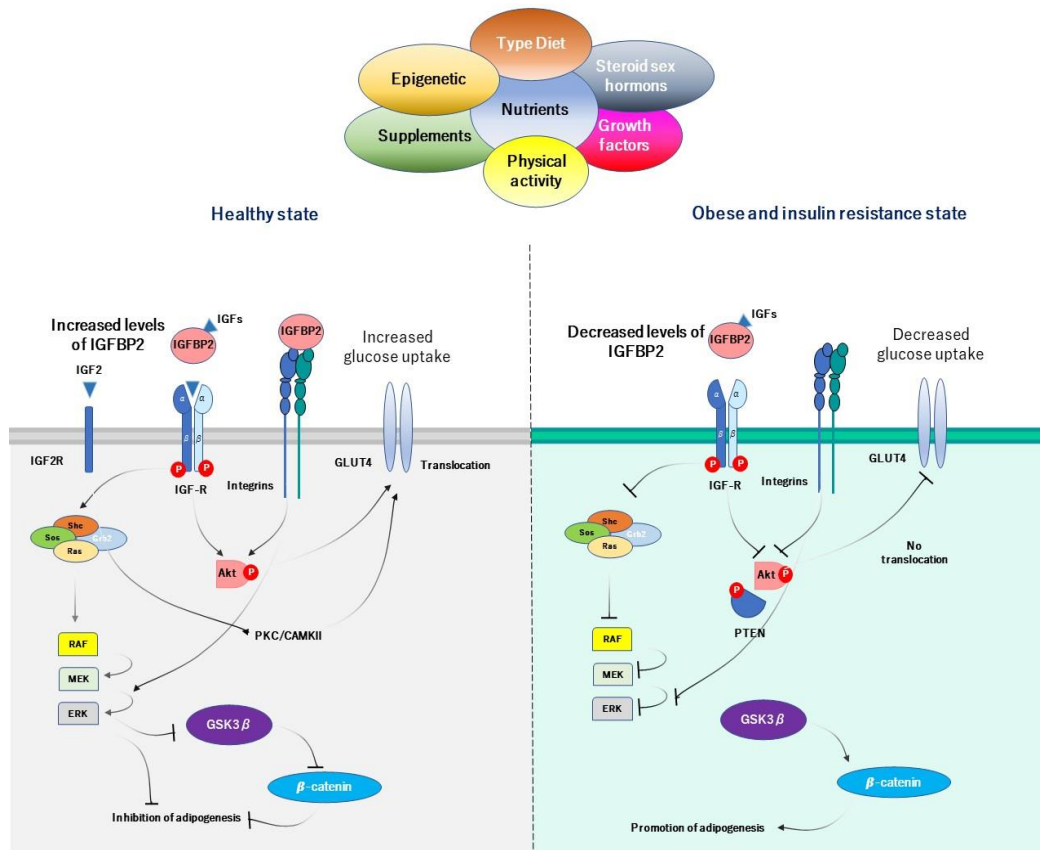 Type Diet
Epigenetic
Steroid sex
hormons
Nutrients
Supplements
Growth
factors
Physical
activity
Healthy state
Obese and insulin resistance state
Increased levels
of IGFBP2
IGFs
IGFBP2
IGFBP2
Increased
glucose uptake
IGF2
α
α
β
β
IGF2R
P
P
IGF-R
Integrins
GLUT4
Translocation
Shc
Sos
Grb2
Ras
Akt
P
PKC/CAMKII
RAF
MEK
ERK
GSK3 β
β-catenin
Inhibition of adipogenesis
Decreased levels of
IGFBP2
IGFs
IGFBP2
Decreased
glucose uptake
α
α
β
β
P
P
IGF-R
Integrins
GLUT4
Shc
Sos
Grb2
Ras
No
translocation
Akt
P
P
PTEN
RAF
MEK
ERK
GSK3 β
β-catenin
Promotion of adipogenesis